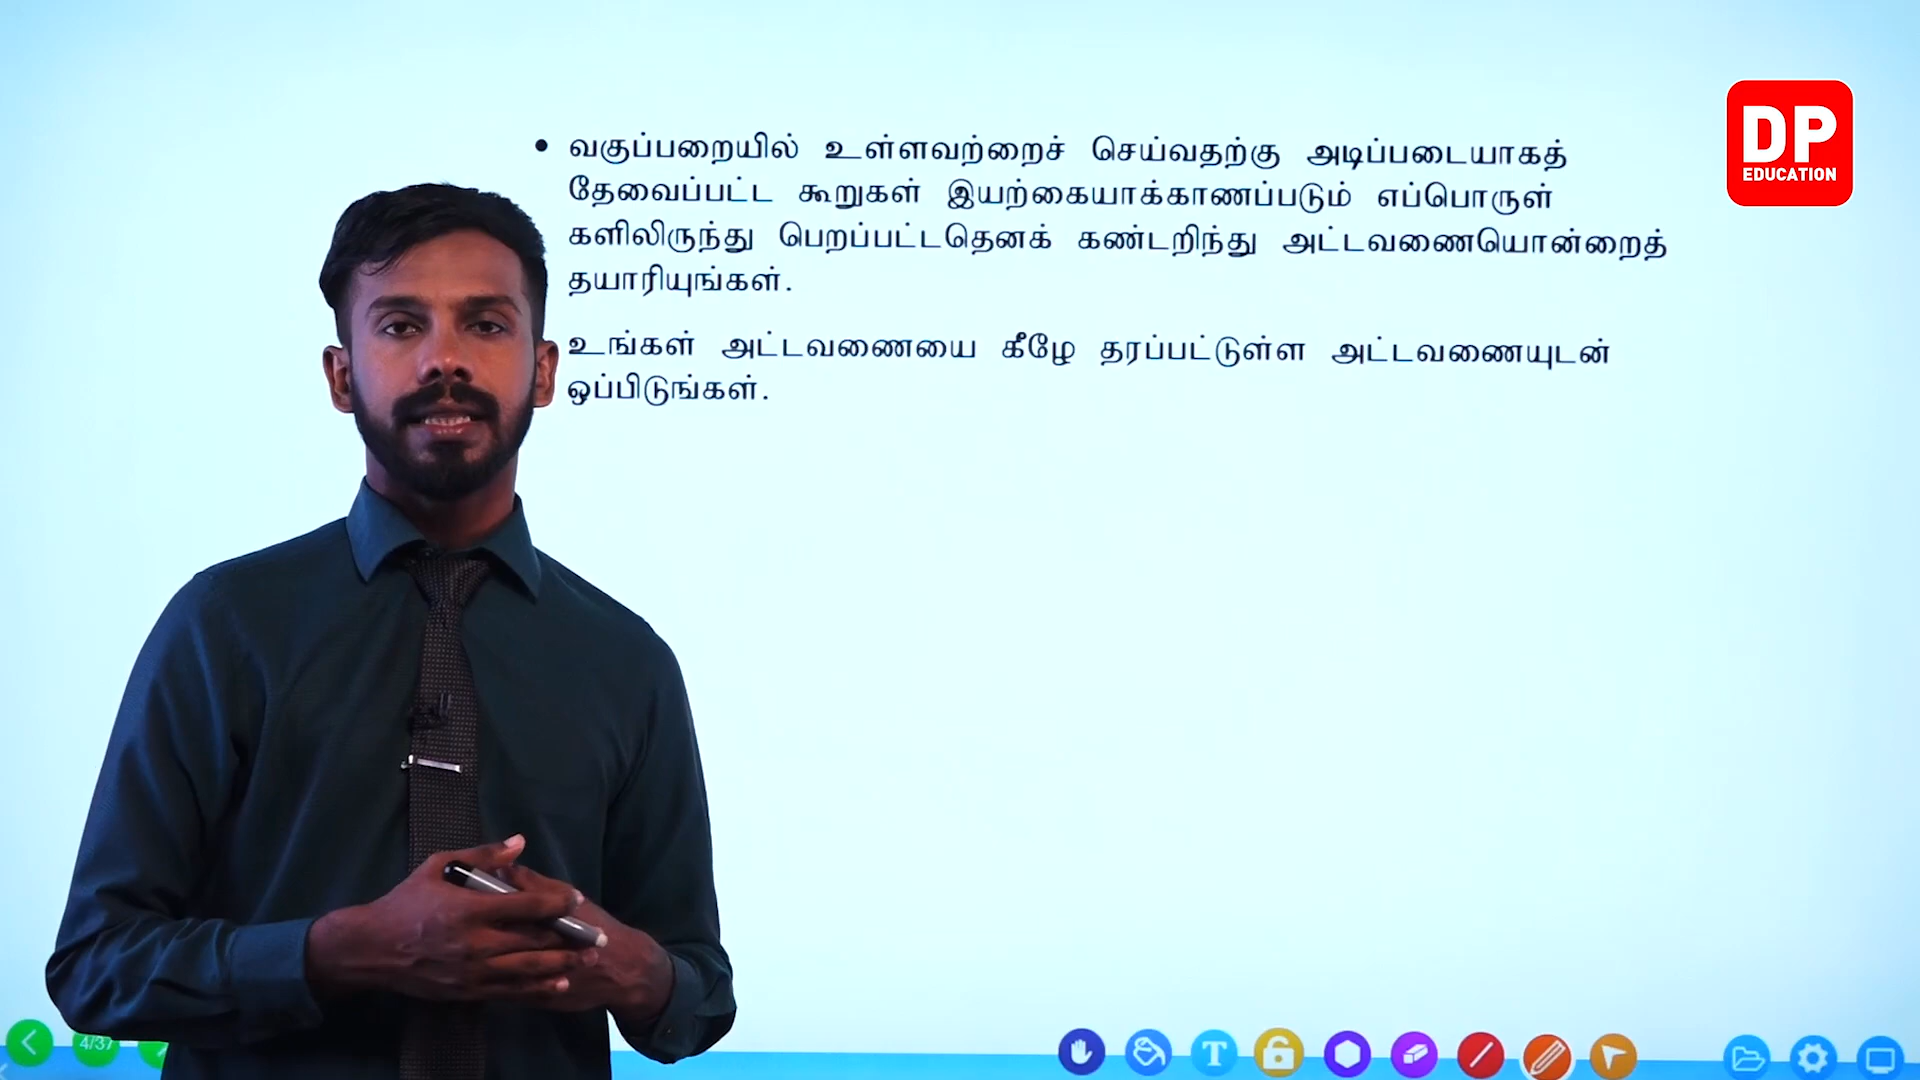 DP
EDUCATION
• வகுப்பறையில் உள்ளவற்றைச் செய்வதற்கு அடிப்படையாகத்
தேவைப்பட்ட கூறுகள் இயற்கையாக்காணப்படும் எப்பொருள்
களிலிருந்து பெறப்பட்டதெனக் கண்டறிந்து அட்டவணையொன்றைத்
தயாரியுங்கள்.
உங்கள் அட்டவணையை கீழே தரப்பட்டுள்ள அட்டவணையுடன்
ஒப்பிடுங்கள்.
4/37
T